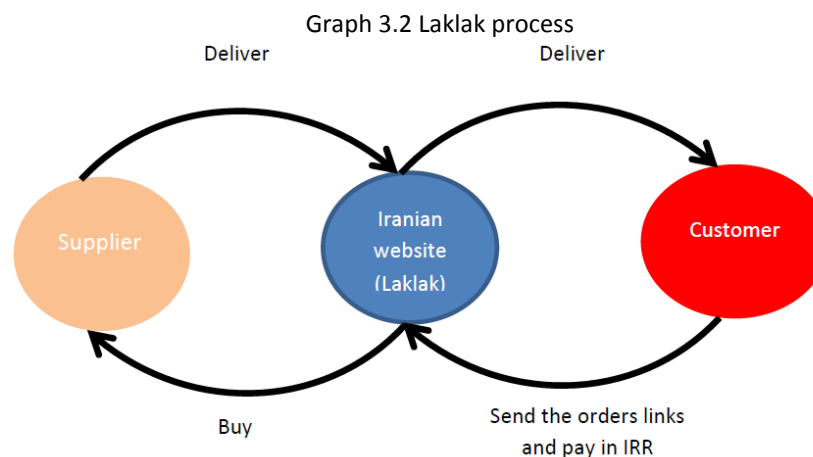 Graph 3.2 Laklak process
Deliver
Deliver
Supplier
Iranian
website
(Laklak)
Customer
Buy
Send the orders links
and pay in IRR